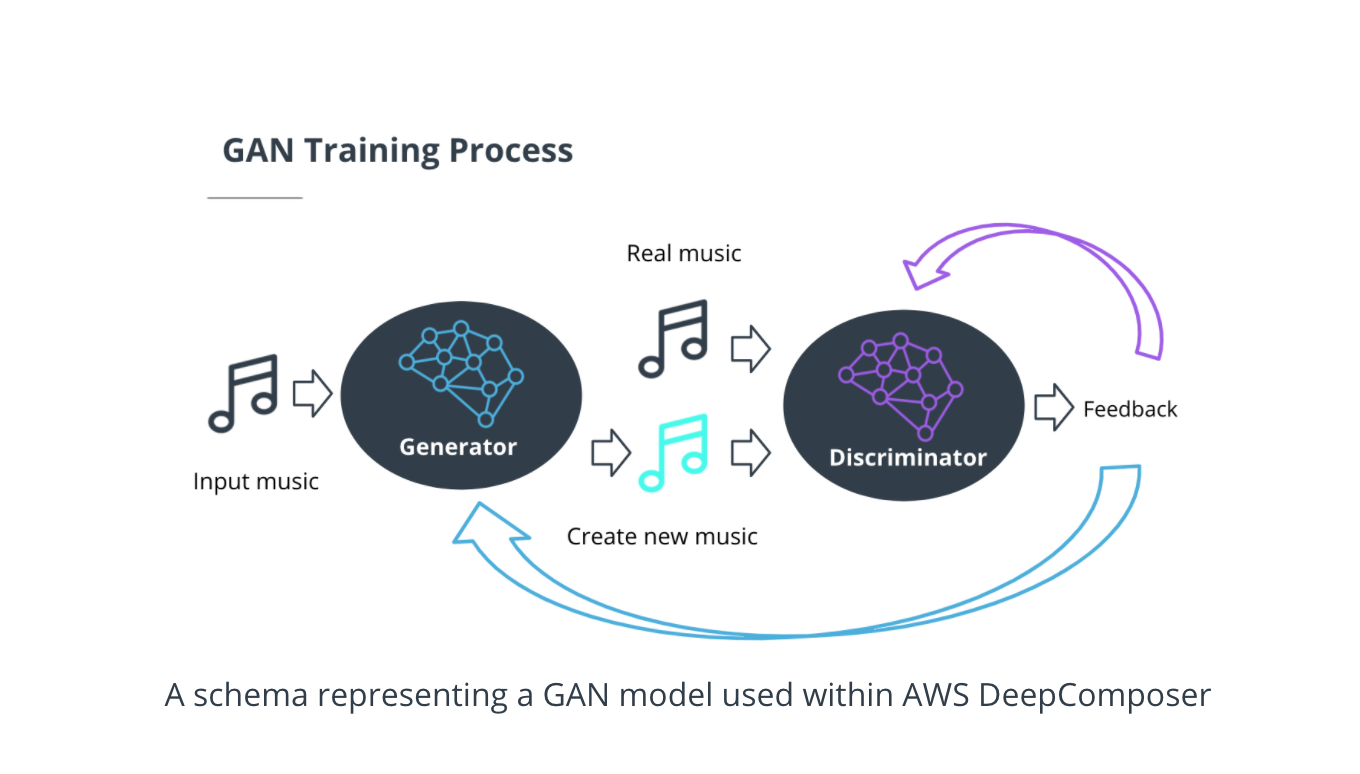 GAN Training Process
Real music
Input music
Generator
Create new music
Discriminator
Feedback
A schema representing a GAN model used within AWS DeepComposer